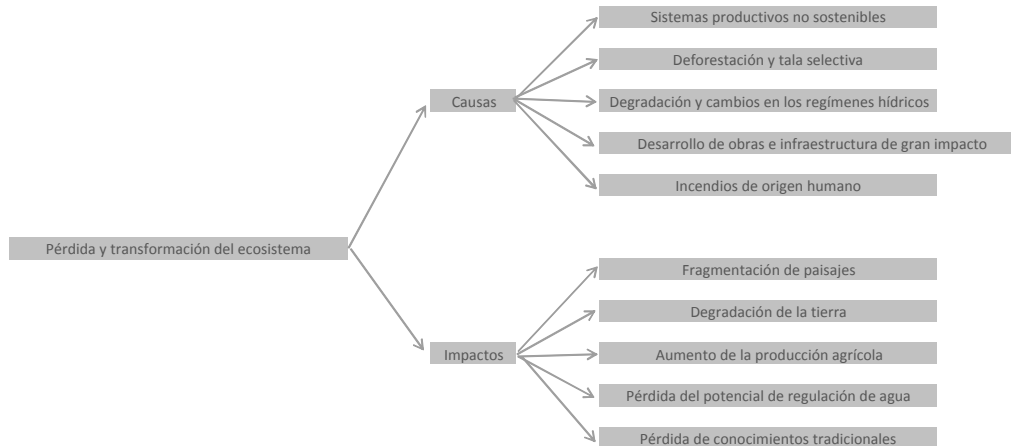 Pérdida y transformación del ecosistema
Causas
Sistemas productivos no sostenibles
Deforestación y tala selectiva
Degradación y cambios en los regímenes hídricos
Desarrollo de obras e infraestructura de gran impacto
Incendios de origen humano
Impactos
Fragmentación de paisajes
Degradación de la tierra
Aumento de la producción agrícola
Pérdida del potencial de regulación de agua
Pérdida de conocimientos tradicionales